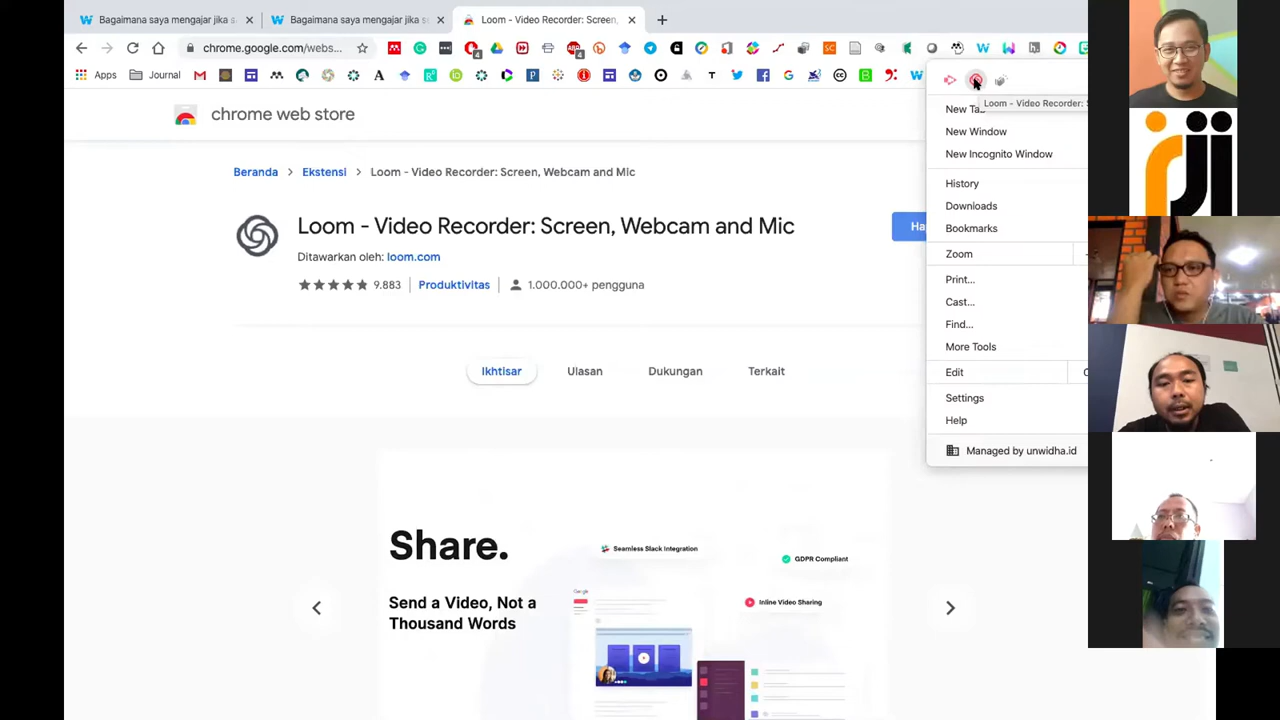 Bagaimana saya mengajar jika s
Bagaimana saya mengajar jika s
Loom - Video Recorder: Screen,
chrome.google.com/webs...
Apps
Journal
chrome web store
Beranda
Ekstensi
Loom - Video Recorder: Screen, Webcam and Mic
Loom - Video Recorder: Screen, Webcam and Mic
Ha
Ditawarkan oleh: loom.com
9.883
Produktivitas
1.000.000+ pengguna
Ikhtisar
Ulasan
Dukungan
Terkait
Share.
Send a Video, Not a
Thousand Words
Seamless Slack Integration
GDPR Compliant
Inline Video Sharing
Loom - Video Recorder: S
New Tab
New Window
New Incognito Window
History
Downloads
Bookmarks
Zoom
Print...
Cast...
Find...
More Tools
Edit
Settings
Help
Managed by unwidha.id
rji